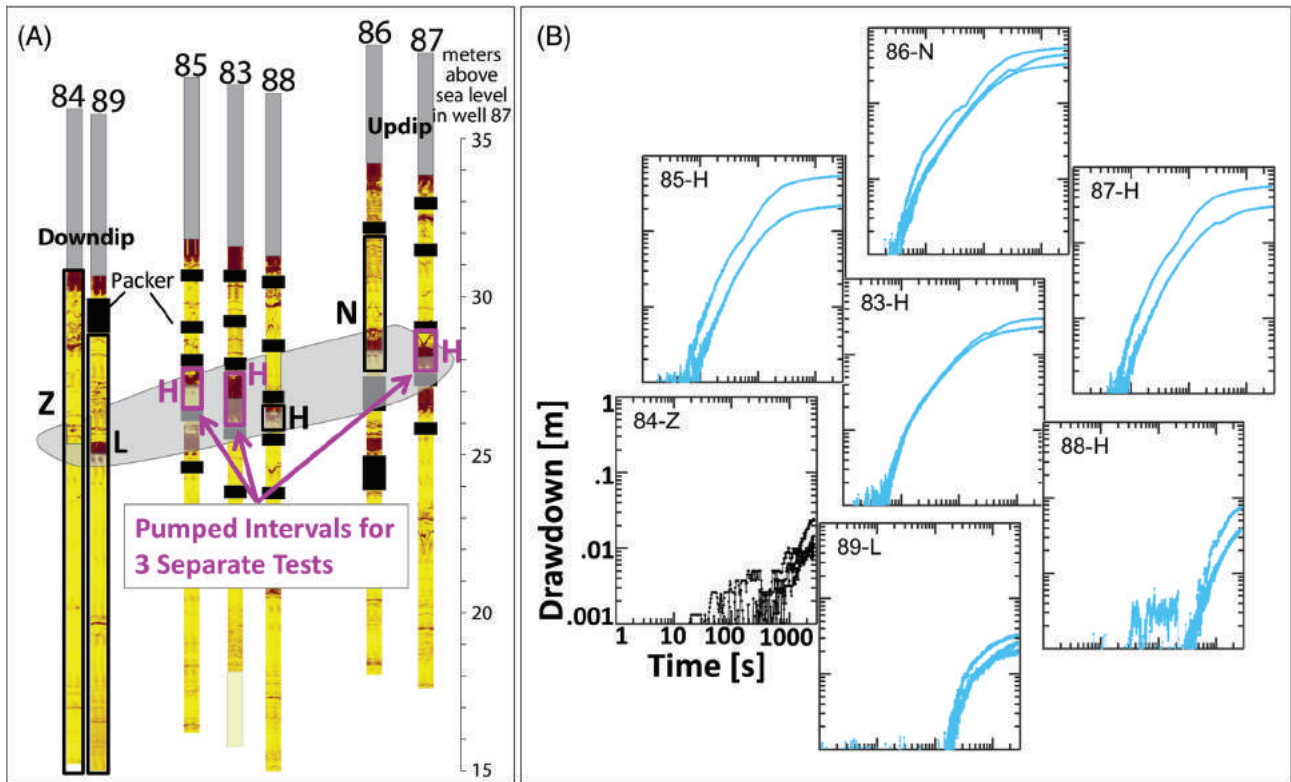 (A)
84
89
85
83
88
86
87
meters
above
sea level
in well 87
Updip
35
Downdip
Packer
30
N
Z
L
H
H
H
H
25
Pumped Intervals for
3 Separate Tests
20
15
(B)
86-N
85-H
87-H
83-H
84-Z
88-H
89-L
Drawdown [m]
1
.1
.01
.001
1 10 100 1000
Time [s]